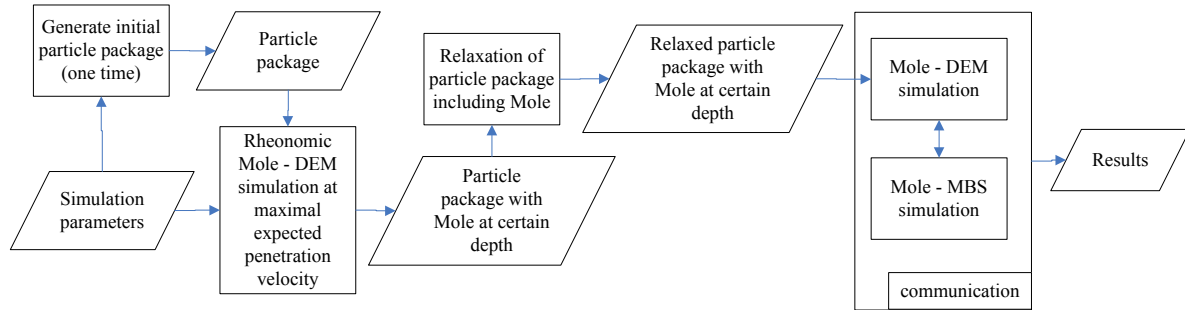 Generate initial
particle package
(one time)
Particle
package
Simulation
parameters
Rheonomic
Mole - DEM
simulation at
maximal
expected
penetration
velocity
Particle
package with
Mole at certain
depth
Relaxation of
particle package
including Mole
Relaxed particle
package with
Mole at certain
depth
Mole - DEM
simulation
Mole - MBS
simulation
communication
Results